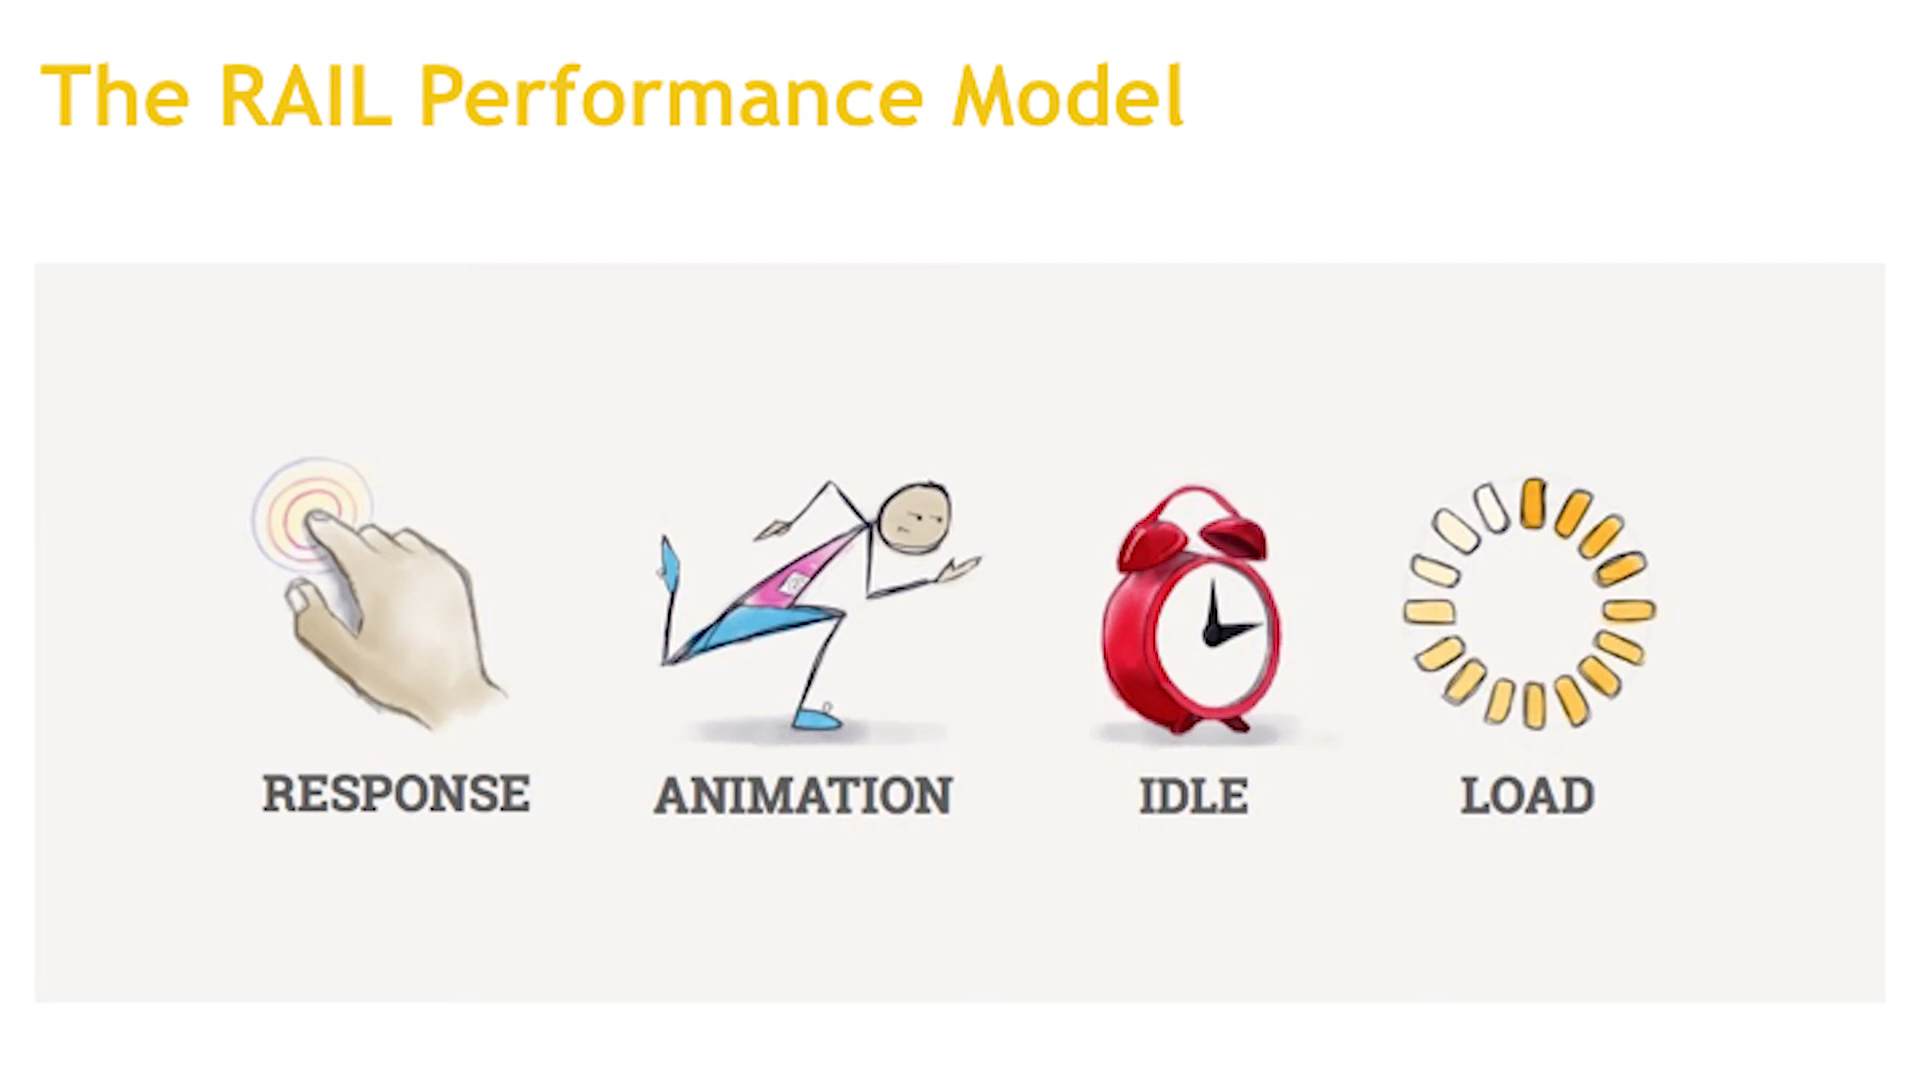 The RAIL Performance Model
RESPONSE ANIMATION IDLE LOAD